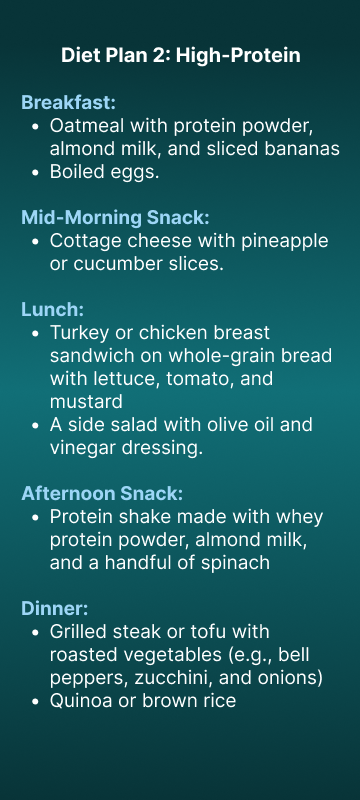 Diet Plan 2: High-Protein
Breakfast:
• Oatmeal with protein powder,
almond milk, and sliced bananas
• Boiled eggs.
Mid-Morning Snack:
• Cottage cheese with pineapple
or cucumber slices.
Lunch:
• Turkey or chicken breast
sandwich on whole-grain bread
with lettuce, tomato, and
mustard
• A side salad with olive oil and
vinegar dressing.
Afternoon Snack:
• Protein shake made with whey
protein powder, almond milk,
and a handful of spinach
Dinner:
• Grilled steak or tofu with
roasted vegetables (e.g., bell
peppers, zucchini, and onions)
• Quinoa or brown rice